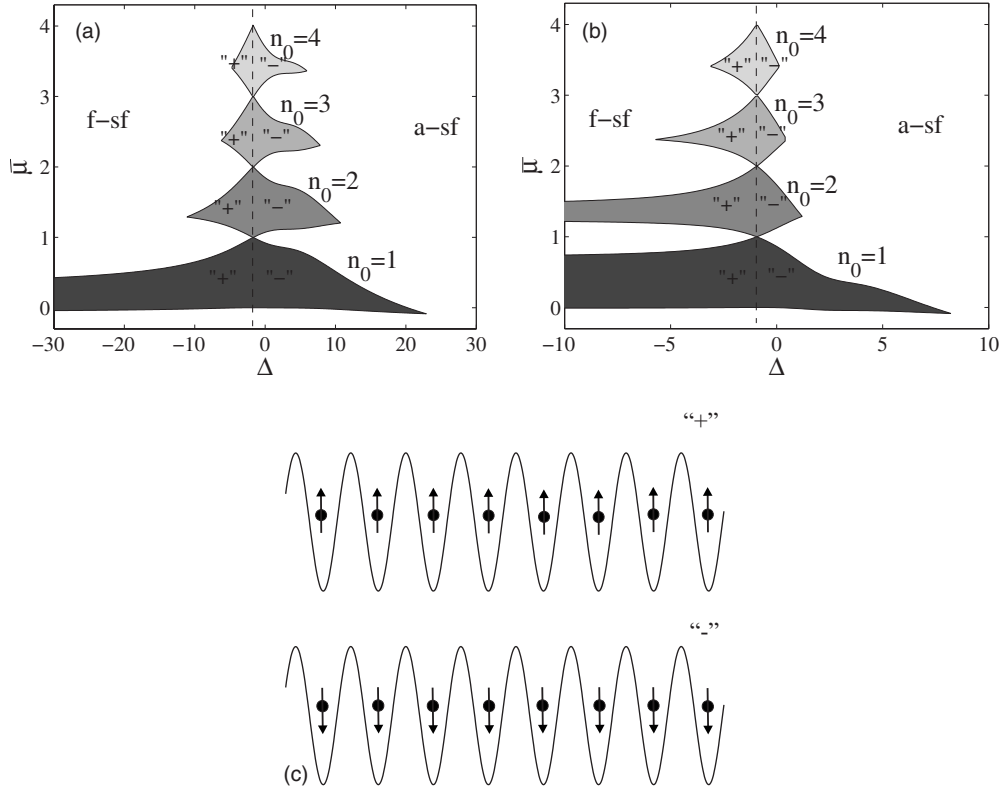 (a)
4
3
2
1
0
μ̄
f−sf
a−sf
n₀=4
"+" "−"
n₀=3
"+" "−"
n₀=2
"+" "−"
n₀=1
"+" "−"
−30 −20 −10 0 10 20 30
Δ
(b)
4
3
2
1
0
μ̄
f−sf
a−sf
n₀=4
"+" "−"
n₀=3
"+" "−"
n₀=2
"+" "−"
n₀=1
"+" "−"
−10 −5 0 5 10
Δ
“+”
“-”
(c)